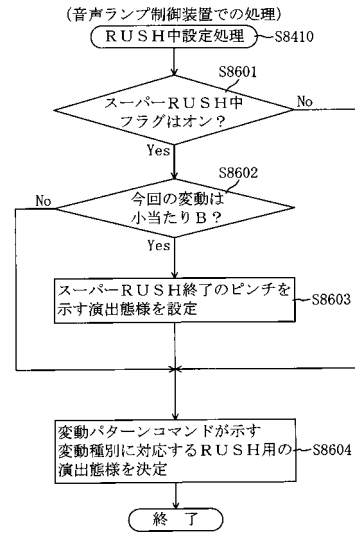 (音声ランプ制御装置での処理)
RUSH中設定処理
S8410
S8601
スーパーRUSH中
フラグはオン?
No
Yes
S8602
今回の変動は
小当たりB?
No
Yes
スーパーRUSH終了のピンチを
示す演出態様を設定
S8603
変動パターンコマンドが示す
変動種別に対応するRUSH用の
演出態様を決定
S8604
終 了